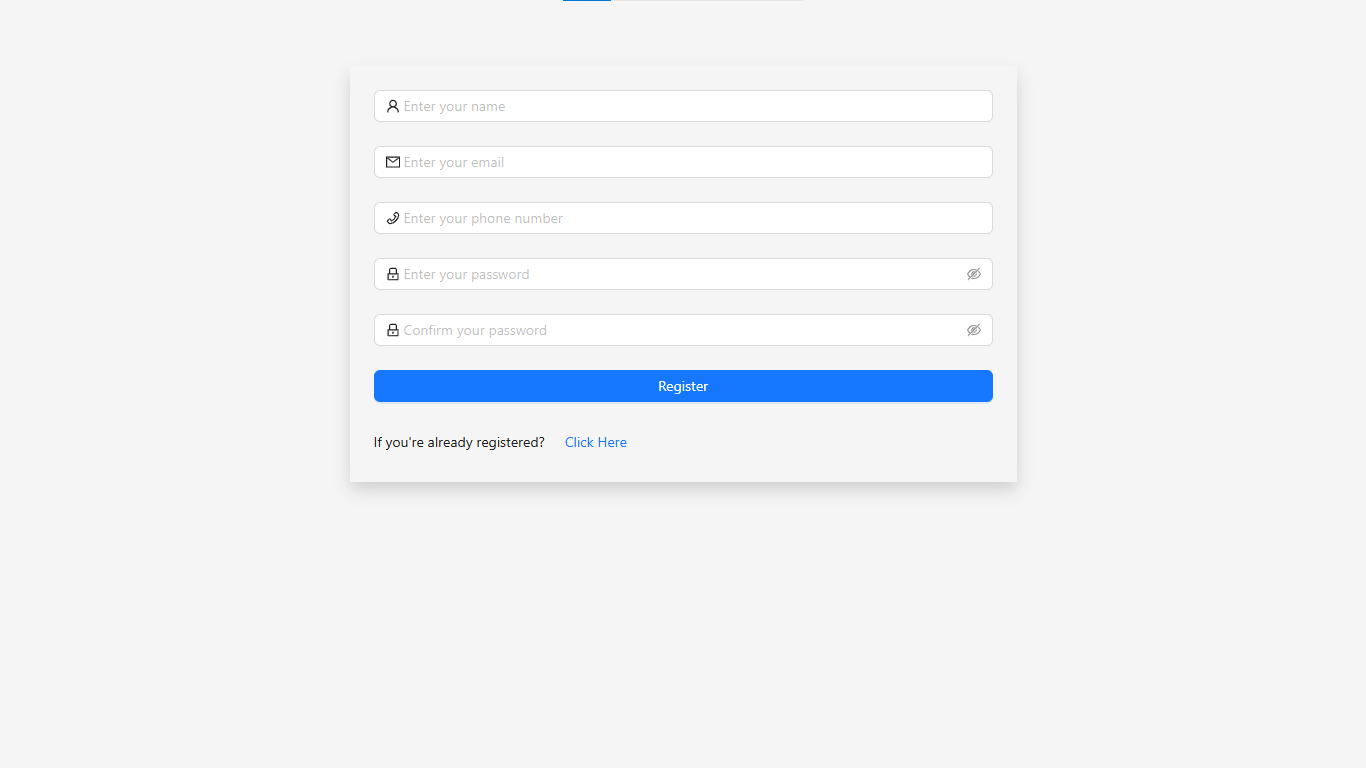 Enter your name
Enter your email
Enter your phone number
Enter your password
Confirm your password
Register
If you're already registered? Click Here